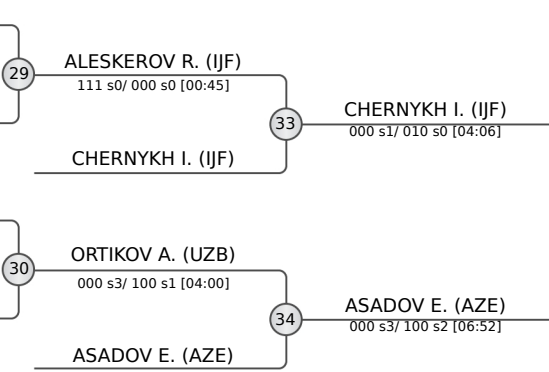 29
ALESKEROV R. (IJF)
111 s0/ 000 s0 [00:45]
33
CHERNYKH I. (IJF)
000 s1/ 010 s0 [04:06]
CHERNYKH I. (IJF)
30
ORTIKOV A. (UZB)
000 s3/ 100 s1 [04:00]
34
ASADOV E. (AZE)
000 s3/ 100 s2 [06:52]
ASADOV E. (AZE)